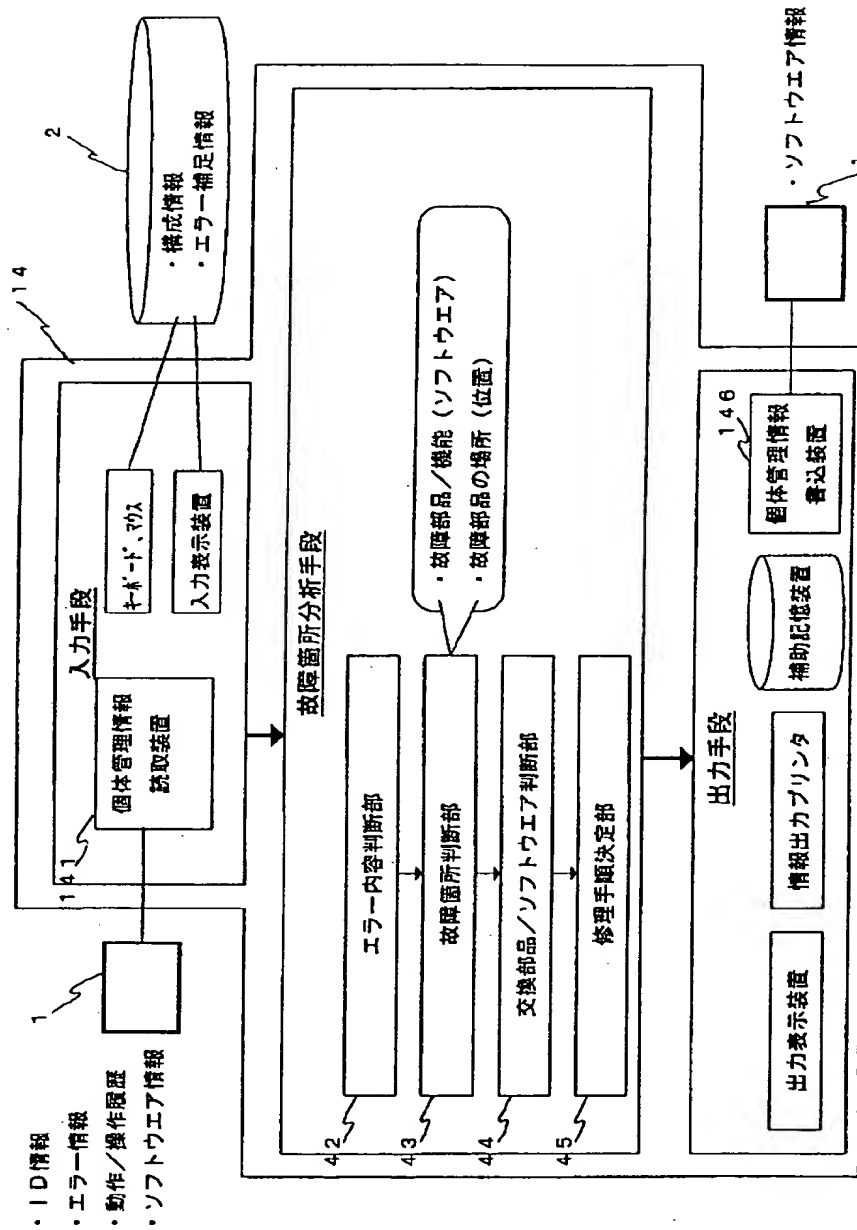 ・ID情報
・エラー情報
・動作/操作履歴
・ソフトウエア情報
1
14
2
・構成情報
・エラー補足情報
入力手段
141
個体管理情報
読取装置
キーボード、マウス
入力表示装置
故障箇所分析手段
42
エラー内容判断部
43
故障箇所判断部
44
交換部品/ソフトウエア判断部
45
修理手順決定部
・故障部品/機能(ソフトウエア)
・故障部品の場所(位置)
出力手段
出力表示装置
情報出力プリンタ
補助記憶装置
146
個体管理情報
書込装置
・ソフトウエア情報